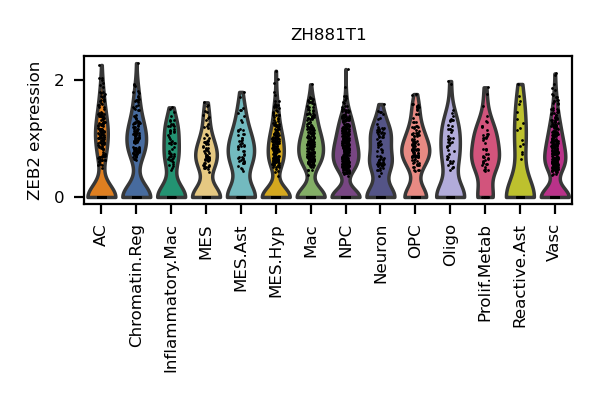 ZH881T1
ZEB2 expression
2
0
AC
Chromatin.Reg
Inflammatory.Mac
MES
MES.Ast
MES.Hyp
Mac
NPC
Neuron
OPC
Oligo
Prolif.Metab
Reactive.Ast
Vasc